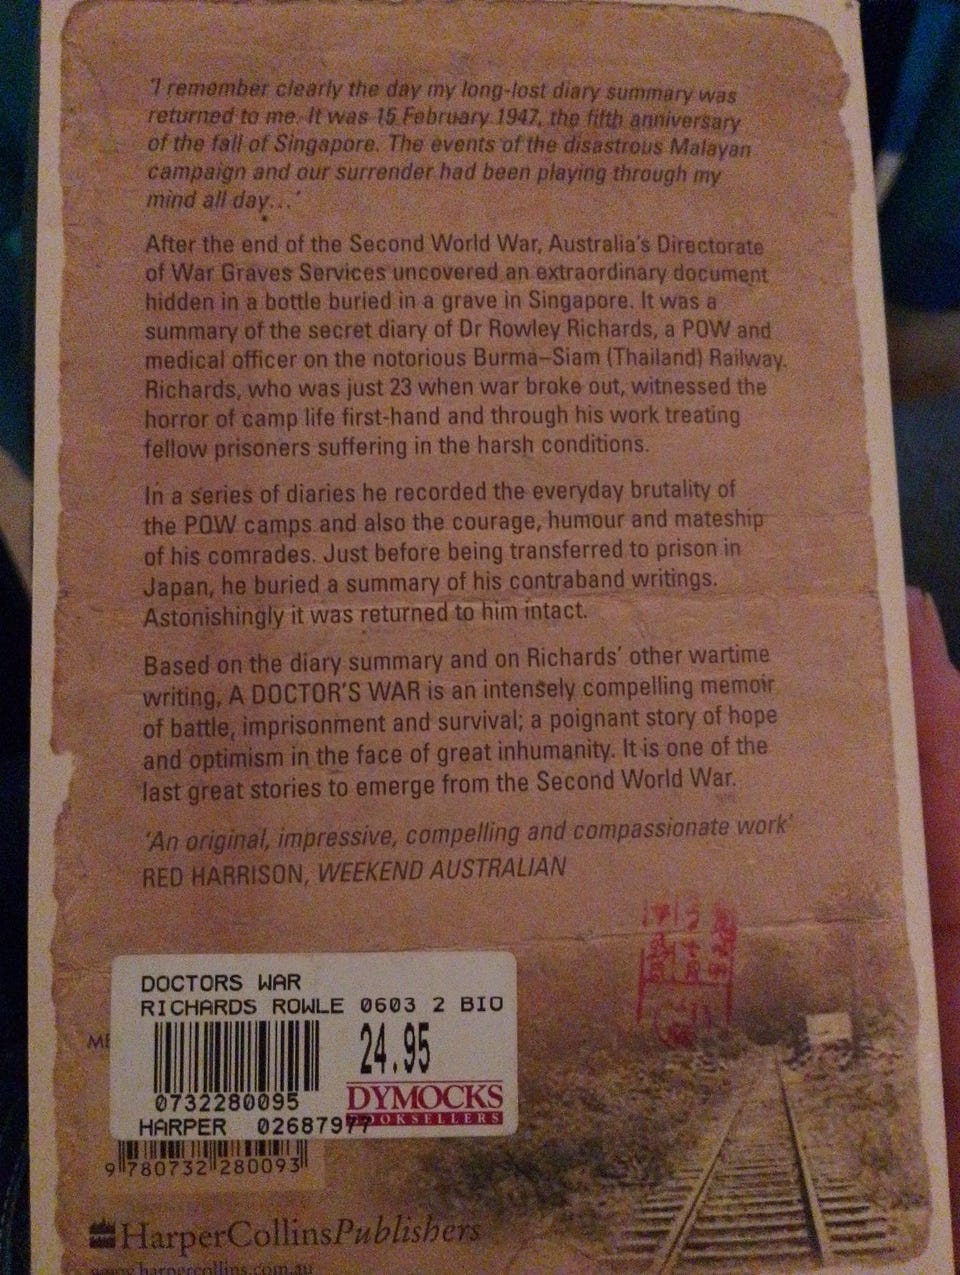 'I remember clearly the day my long-lost diary summary was
returned to me. It was 15 February 1947, the fifth anniversary
of the fall of Singapore. The events of the disastrous Malayan
campaign and our surrender had been playing through my
mind all day...'
After the end of the Second World War, Australia's Directorate
of War Graves Services uncovered an extraordinary document
hidden in a bottle buried in a grave in Singapore. It was a
summary of the secret diary of Dr Rowley Richards, a POW and
medical officer on the notorious Burma–Siam (Thailand) Railway.
Richards, who was just 23 when war broke out, witnessed the
horror of camp life first-hand and through his work treating
fellow prisoners suffering in the harsh conditions.
In a series of diaries he recorded the everyday brutality of
the POW camps and also the courage, humour and mateship
of his comrades. Just before being transferred to prison in
Japan, he buried a summary of his contraband writings.
Astonishingly it was returned to him intact.
Based on the diary summary and on Richards' other wartime
writing, A DOCTOR'S WAR is an intensely compelling memoir
of battle, imprisonment and survival; a poignant story of hope
and optimism in the face of great inhumanity. It is one of the
last great stories to emerge from the Second World War.
'An original, impressive, compelling and compassionate work'
RED HARRISON, WEEKEND AUSTRALIAN
DOCTORS WAR
RICHARDS ROWLE 0603 2 BIO
24.95
0732280095
DYMOCKS
BOOKSELLERS
HARPER 02687977
9 780732 280093
HarperCollinsPublishers
www.harpercollins.com.au